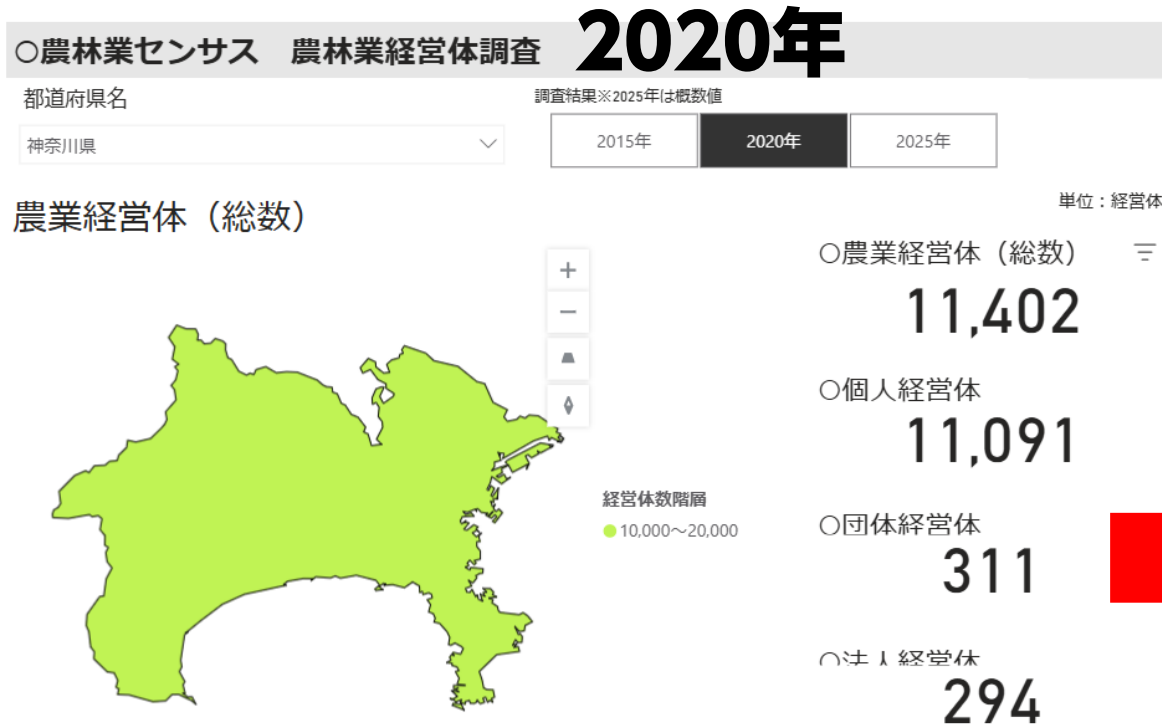 ○農林業センサス　農林業経営体調査
2020年
都道府県名
調査結果※2025年は概数値
神奈川県
2015年
2020年
2025年
単位：経営体
農業経営体（総数）
○農業経営体（総数）
11,402
○個人経営体
11,091
経営体数階層
10,000～20,000
○団体経営体
311
○法人経営体
294